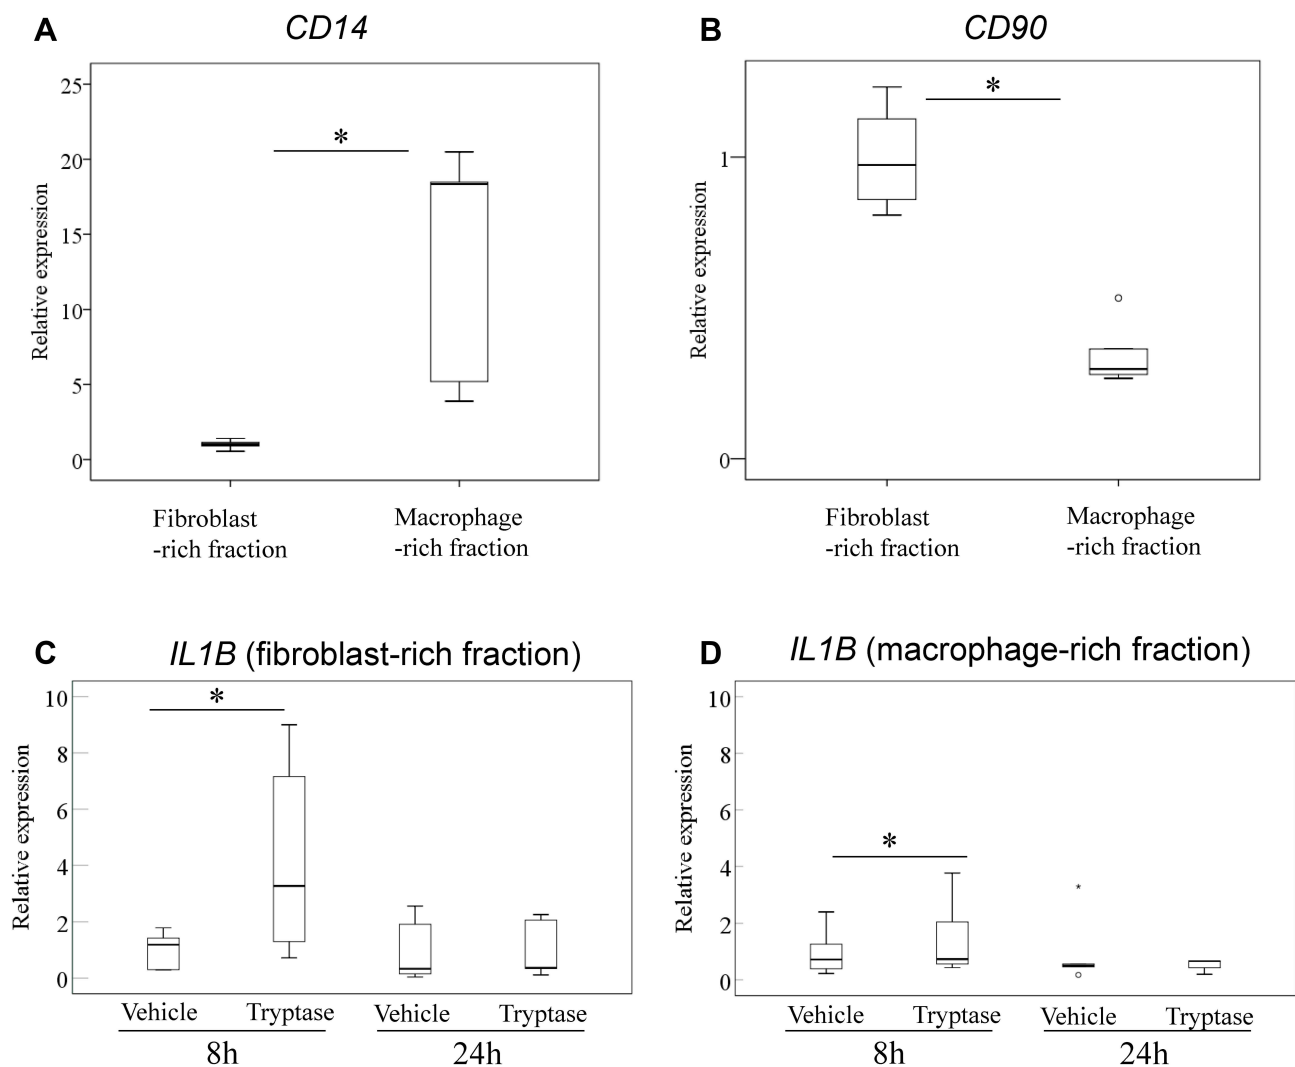 A
CD14
Relative expression
25
20
15
10
5
0
*
Fibroblast
-rich fraction
Macrophage
-rich fraction
B
CD90
Relative expression
1
0
*
Fibroblast
-rich fraction
Macrophage
-rich fraction
C
IL1B (fibroblast-rich fraction)
Relative expression
10
8
6
4
2
0
*
Vehicle
Tryptase
Vehicle
Tryptase
8h
24h
D
IL1B (macrophage-rich fraction)
Relative expression
10
8
6
4
2
0
*
*
Vehicle
Tryptase
Vehicle
Tryptase
8h
24h